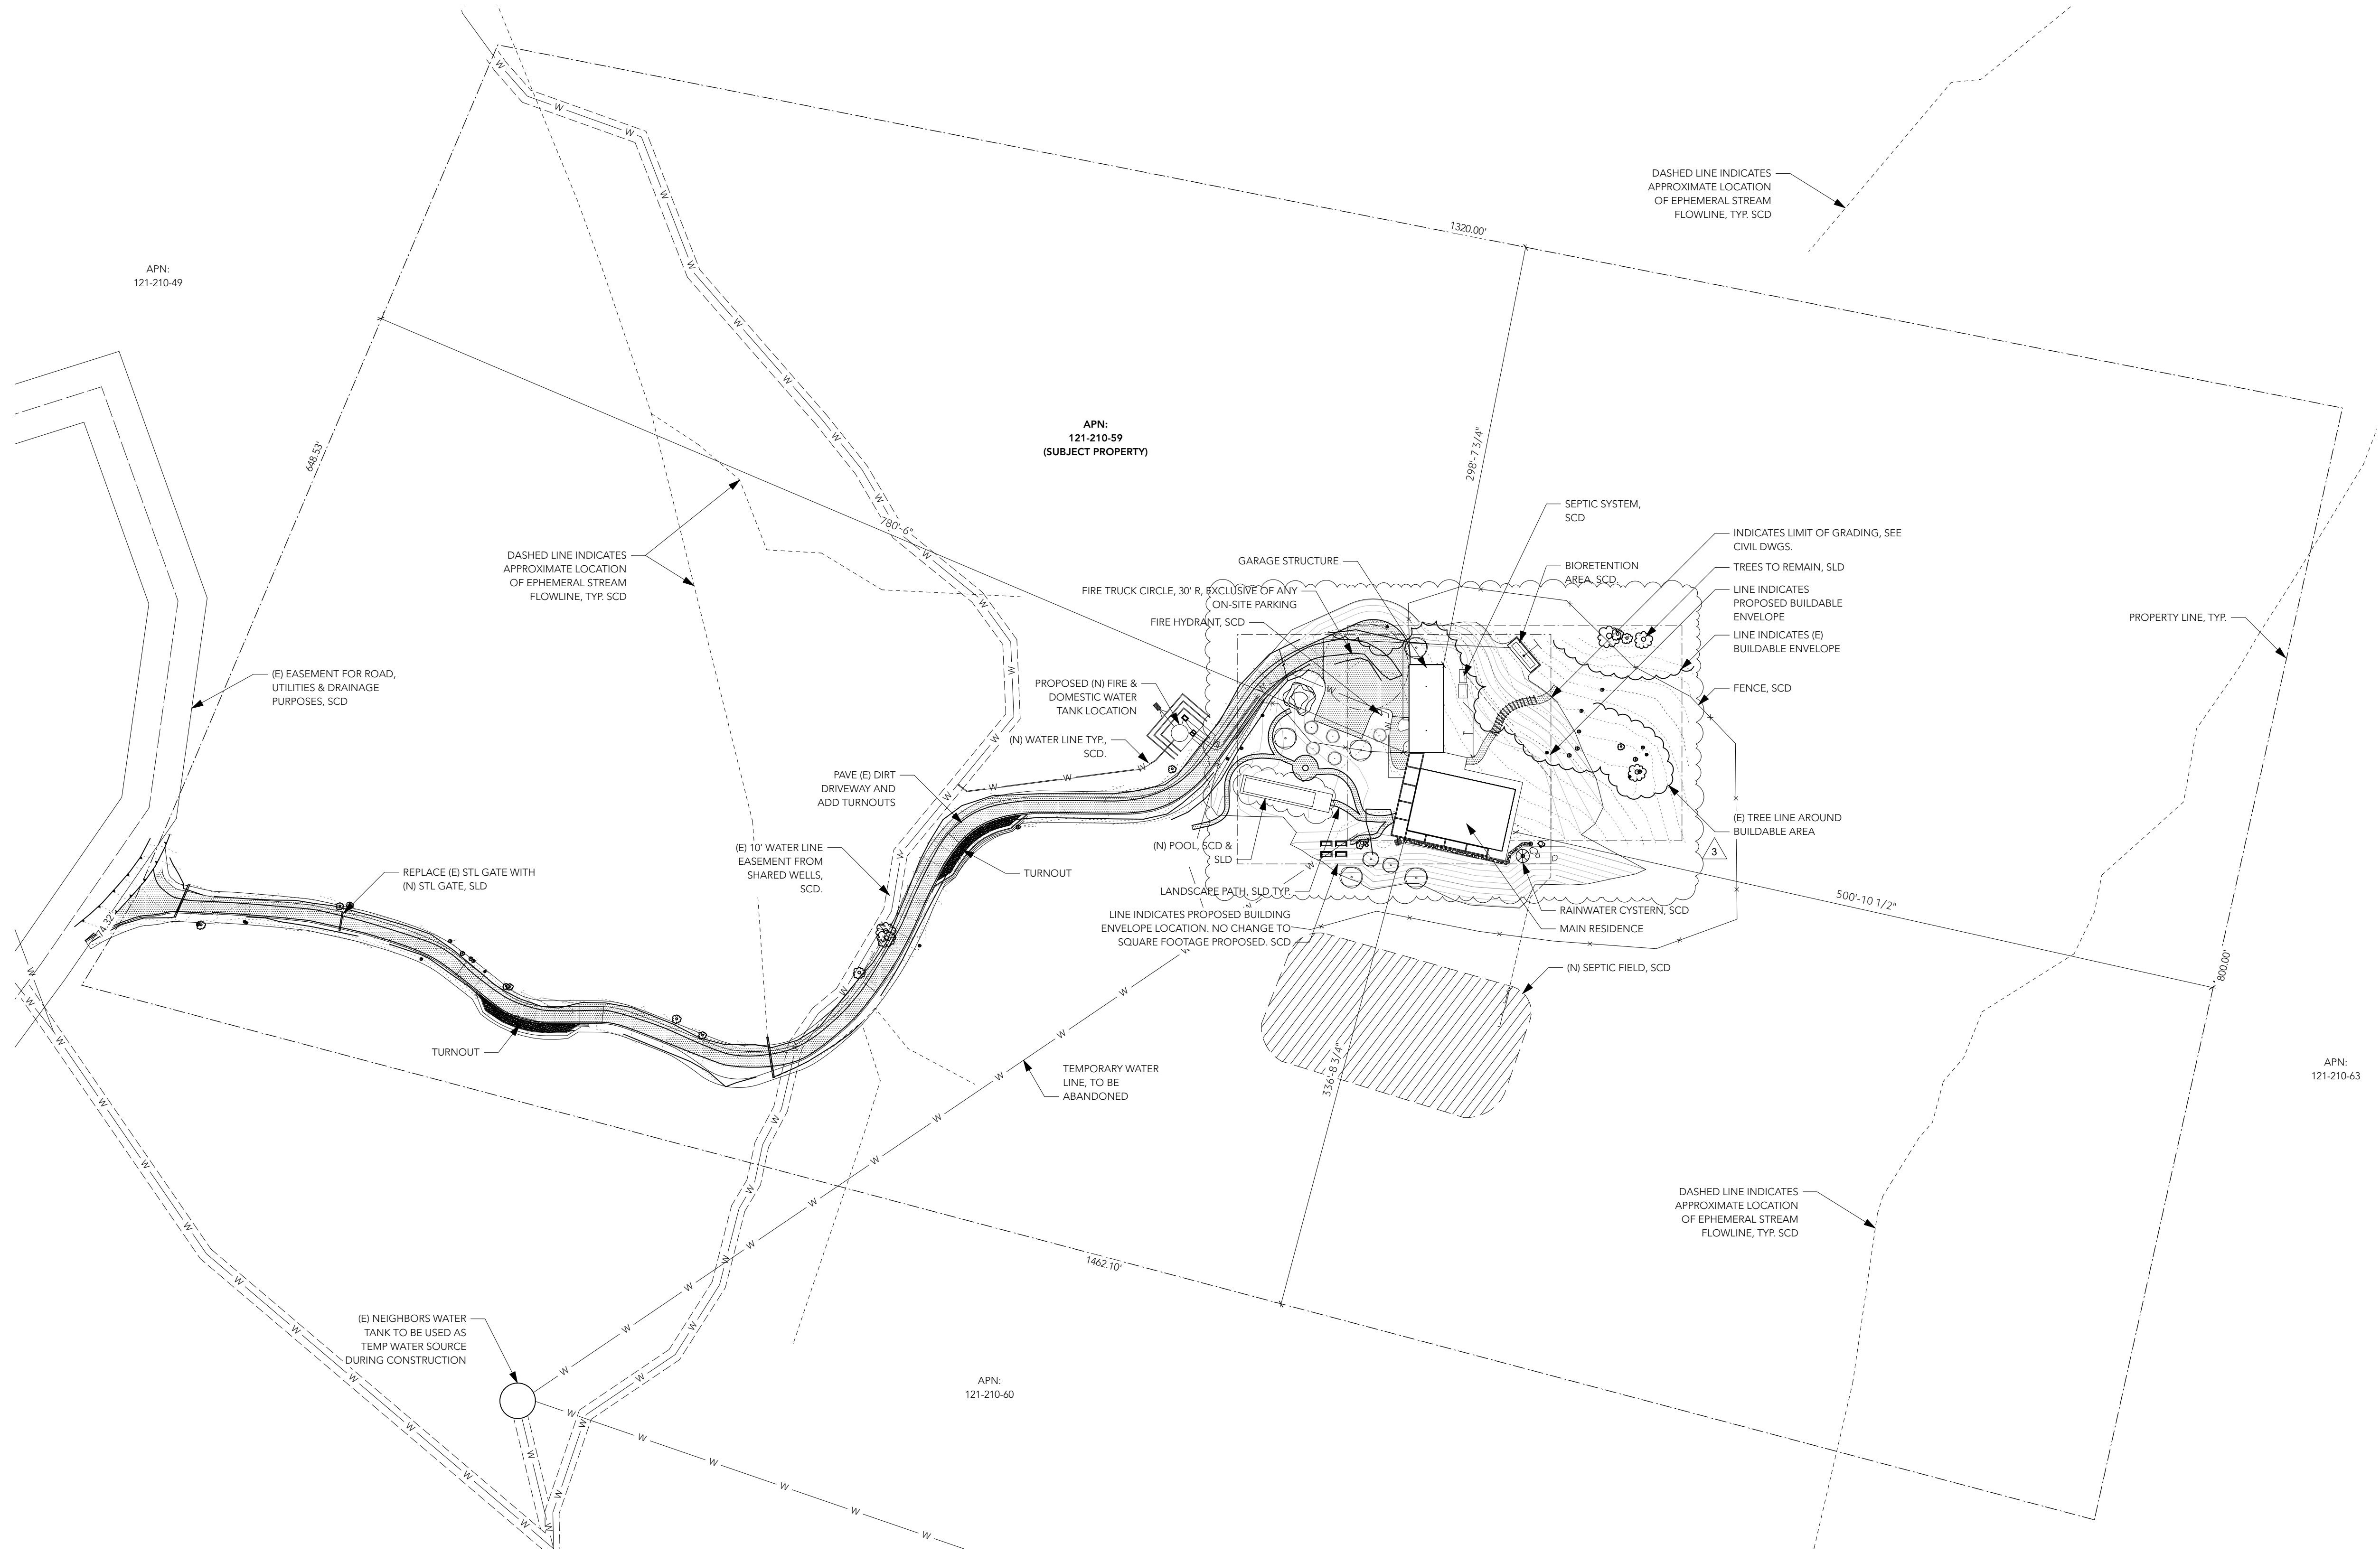 DASHED LINE INDICATES
APPROXIMATE LOCATION
OF EPHEMERAL STREAM
FLOWLINE, TYP. SCD
1320.00'
APN:
121-210-49
648.53'
APN:
121-210-59
(SUBJECT PROPERTY)
298'-7 3/4"
780'-6"
DASHED LINE INDICATES
APPROXIMATE LOCATION
OF EPHEMERAL STREAM
FLOWLINE, TYP. SCD
SEPTIC SYSTEM,
SCD
INDICATES LIMIT OF GRADING, SEE
CIVIL DWGS.
GARAGE STRUCTURE
BIORETENTION
AREA, SCD.
TREES TO REMAIN, SLD
FIRE TRUCK CIRCLE, 30' R, EXCLUSIVE OF ANY
ON-SITE PARKING
LINE INDICATES
PROPOSED BUILDABLE
ENVELOPE
FIRE HYDRANT, SCD
PROPERTY LINE, TYP.
LINE INDICATES (E)
BUILDABLE ENVELOPE
(E) EASEMENT FOR ROAD,
UTILITIES & DRAINAGE
PURPOSES, SCD
PROPOSED (N) FIRE &
DOMESTIC WATER
TANK LOCATION
FENCE, SCD
(N) WATER LINE TYP.,
SCD.
PAVE (E) DIRT
DRIVEWAY AND
ADD TURNOUTS
(E) TREE LINE AROUND
BUILDABLE AREA
3
(E) 10' WATER LINE
EASEMENT FROM
SHARED WELLS,
SCD.
(N) POOL, SCD &
SLD
TURNOUT
REPLACE (E) STL GATE WITH
(N) STL GATE, SLD
LANDSCAPE PATH, SLD TYP.
500'-10 1/2"
74.32'
LINE INDICATES PROPOSED BUILDING
ENVELOPE LOCATION. NO CHANGE TO
SQUARE FOOTAGE PROPOSED. SCD
RAINWATER CYSTERN, SCD
MAIN RESIDENCE
(N) SEPTIC FIELD, SCD
800.00'
TURNOUT
336'-8 3/4"
TEMPORARY WATER
LINE, TO BE
ABANDONED
APN:
121-210-63
DASHED LINE INDICATES
APPROXIMATE LOCATION
OF EPHEMERAL STREAM
FLOWLINE, TYP. SCD
1462.10'
(E) NEIGHBORS WATER
TANK TO BE USED AS
TEMP WATER SOURCE
DURING CONSTRUCTION
APN:
121-210-60